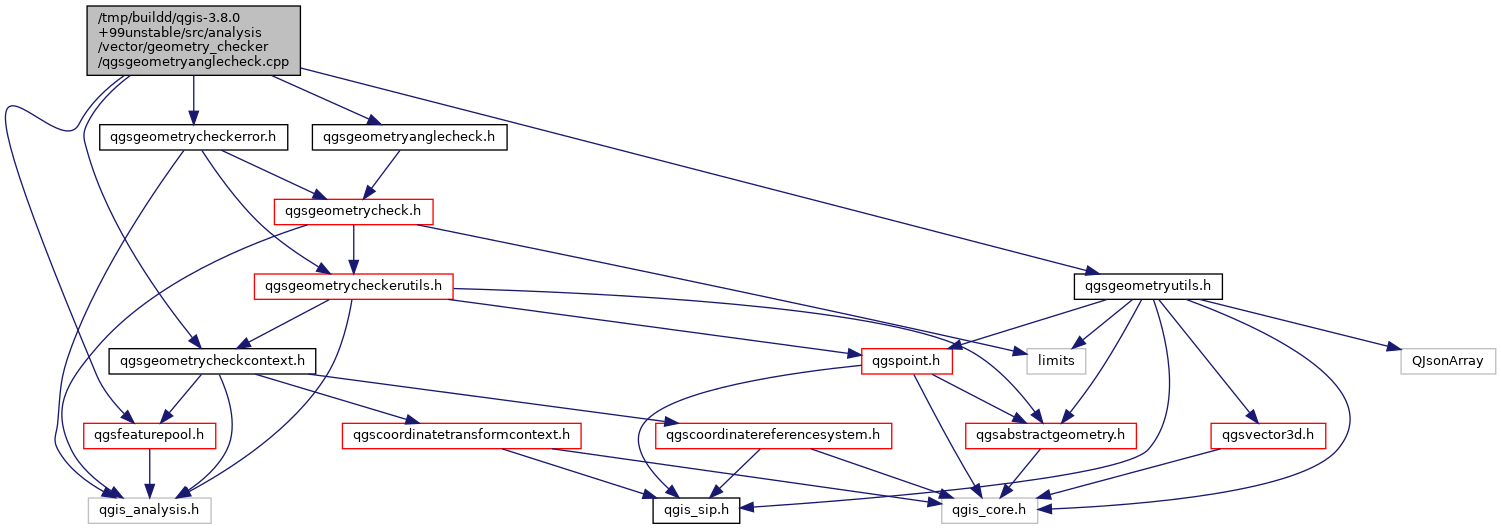 /tmp/buildd/qgis-3.8.0
+99unstable/src/analysis
/vector/geometry_checker
/qgsgeometryanglecheck.cpp
qgsgeometrycheckerror.h
qgsgeometryanglecheck.h
qgsgeometrycheck.h
qgsgeometrycheckerutils.h
qgsgeometryutils.h
qgsgeometrycheckcontext.h
qgspoint.h
limits
QJsonArray
qgsfeaturepool.h
qgscoordinatetransformcontext.h
qgscoordinatereferencesystem.h
qgsabstractgeometry.h
qgsvector3d.h
qgis_analysis.h
qgis_sip.h
qgis_core.h